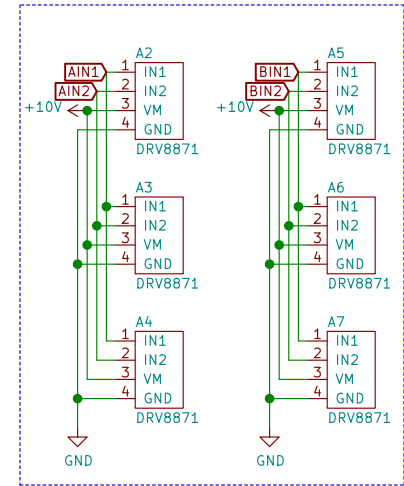 A2
AIN1 1 IN1
AIN2 2 IN2
+10V 3 VM
4 GND
DRV8871
A3
1 IN1
2 IN2
3 VM
4 GND
DRV8871
A4
1 IN1
2 IN2
3 VM
4 GND
DRV8871
GND
A5
BIN1 1 IN1
BIN2 2 IN2
+10V 3 VM
4 GND
DRV8871
A6
1 IN1
2 IN2
3 VM
4 GND
DRV8871
A7
1 IN1
2 IN2
3 VM
4 GND
DRV8871
GND